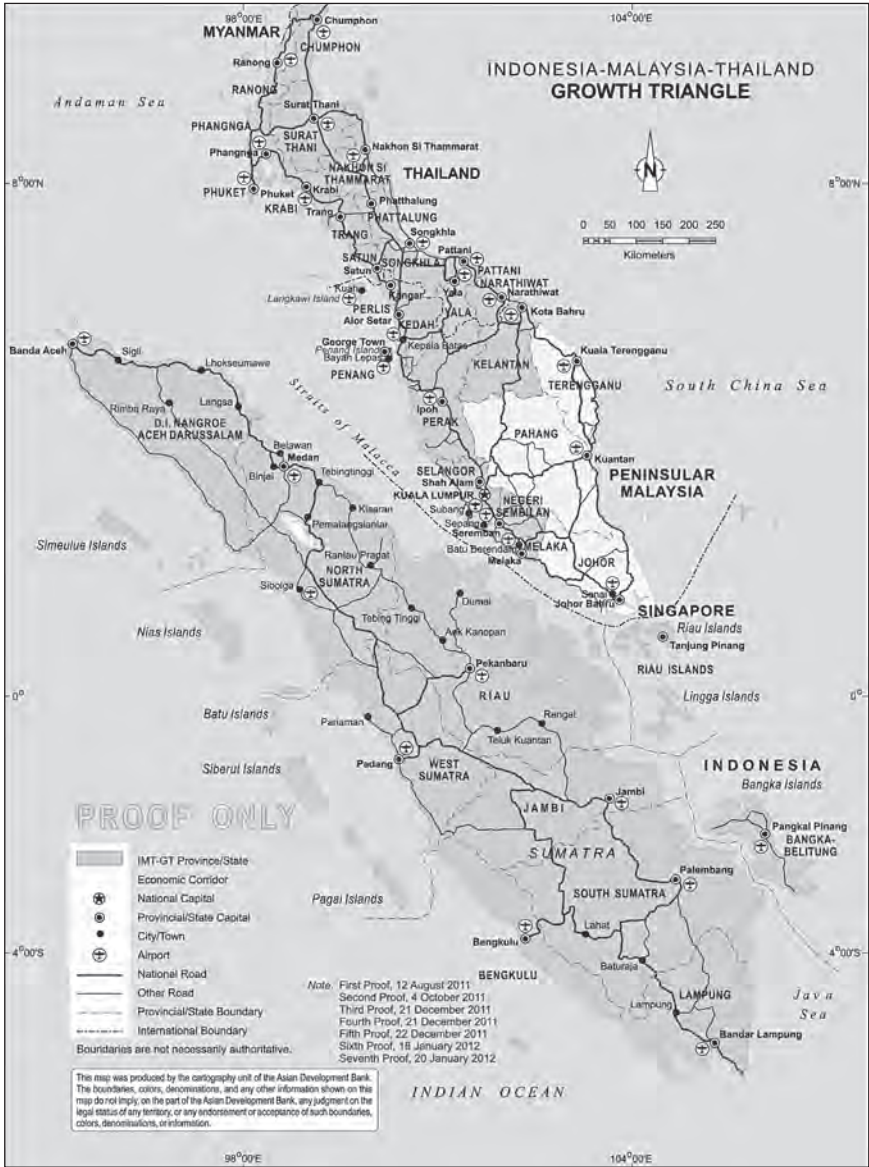 98°00'E
104°00'E
MYANMAR
Chumphon
CHUMPHON
Ranong
RANONG
INDONESIA-MALAYSIA-THAILAND
GROWTH TRIANGLE
Andaman Sea
Surat Thani
PHANGNGA
SURAT
THANI
Phangnga
Nakhon Si Thammarat
NAKHON SI
THAMMARAT
THAILAND
N
8°00'N
8°00'N
PHUKET
Phuket
Krabi
KRABI
Phatthalung
PHATTALUNG
Trang
TRANG
0 50 100 150 200 250
Kilometers
Songkhla
SATUN
SONGKHLA
Satun
Pattani
PATTANI
NARATHIWAT
Narathiwat
Yala
YALA
Kuah
Langkawi Island
Kangar
PERLIS
Alor Setar
KEDAH
Kota Bahru
George Town
Penang Island
Bayan Lepas
Kepala Batas
PENANG
KELANTAN
Kuala Terengganu
TERENGGANU
South China Sea
Banda Aceh
Sigli
Lhokseumawe
Rimba Raya
Langsa
D.I. NANGROE
ACEH DARUSSALAM
Straits of Malacca
Ipoh
PERAK
PAHANG
Kuantan
Belawan
Medan
Binjai
Tebingtinggi
SELANGOR
Shah Alam
KUALA LUMPUR
Subang
Sepang
NEGERI
SEMBILAN
Seremban
PENINSULAR
MALAYSIA
Kisaran
Pemalangsiantar
Batu Berendam
MELAKA
Melaka
JOHOR
Simeulue Islands
Rantau Prapat
NORTH
SUMATRA
Sibolga
Senai
Johor Bahru
SINGAPORE
Riau Islands
Tanjung Pinang
RIAU ISLANDS
Dumai
Tebing Tinggi
Nias Islands
Aek Kanopan
Pekanbaru
RIAU
Lingga Islands
0°
0°
Batu Islands
Pariaman
Rengat
Teluk Kuantan
Siberut Islands
Padang
WEST
SUMATRA
INDONESIA
Bangka Islands
JAMBI
Jambi
Pangkal Pinang
BANGKA-
BELITUNG
PROOF ONLY
SUMATRA
IMT-GT Province/State
Economic Corridor
National Capital
Provincial/State Capital
City/Town
Airport
National Road
Other Road
Provincial/State Boundary
International Boundary
Boundaries are not necessarily authoritative.
Pagai Islands
Palembang
SOUTH SUMATRA
Bengkulu
BENGKULU
Lahat
4°00'S
4°00'S
Baturaja
Lampung
LAMPUNG
Java
Sea
Bandar Lampung
Note: First Proof, 12 August 2011
Second Proof, 4 October 2011
Third Proof, 21 December 2011
Fourth Proof, 21 December 2011
Fifth Proof, 22 December 2011
Sixth Proof, 18 January 2012
Seventh Proof, 20 January 2012
This map was produced by the cartography unit of the Asian Development Bank.
The boundaries, colors, denominations, and any other information shown on this
map do not imply, on the part of the Asian Development Bank, any judgment on the
legal status of any territory, or any endorsement or acceptance of such boundaries,
colors, denominations, or information.
INDIAN OCEAN
98°00'E
104°00'E